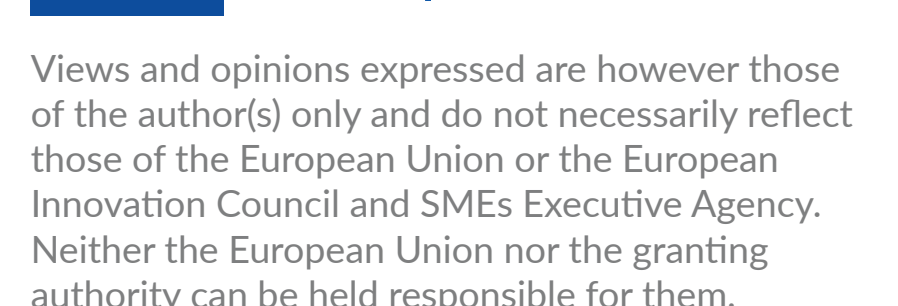 Views and opinions expressed are however those
of the author(s) only and do not necessarily reflect
those of the European Union or the European
Innovation Council and SMEs Executive Agency.
Neither the European Union nor the granting
authority can be held responsible for them.